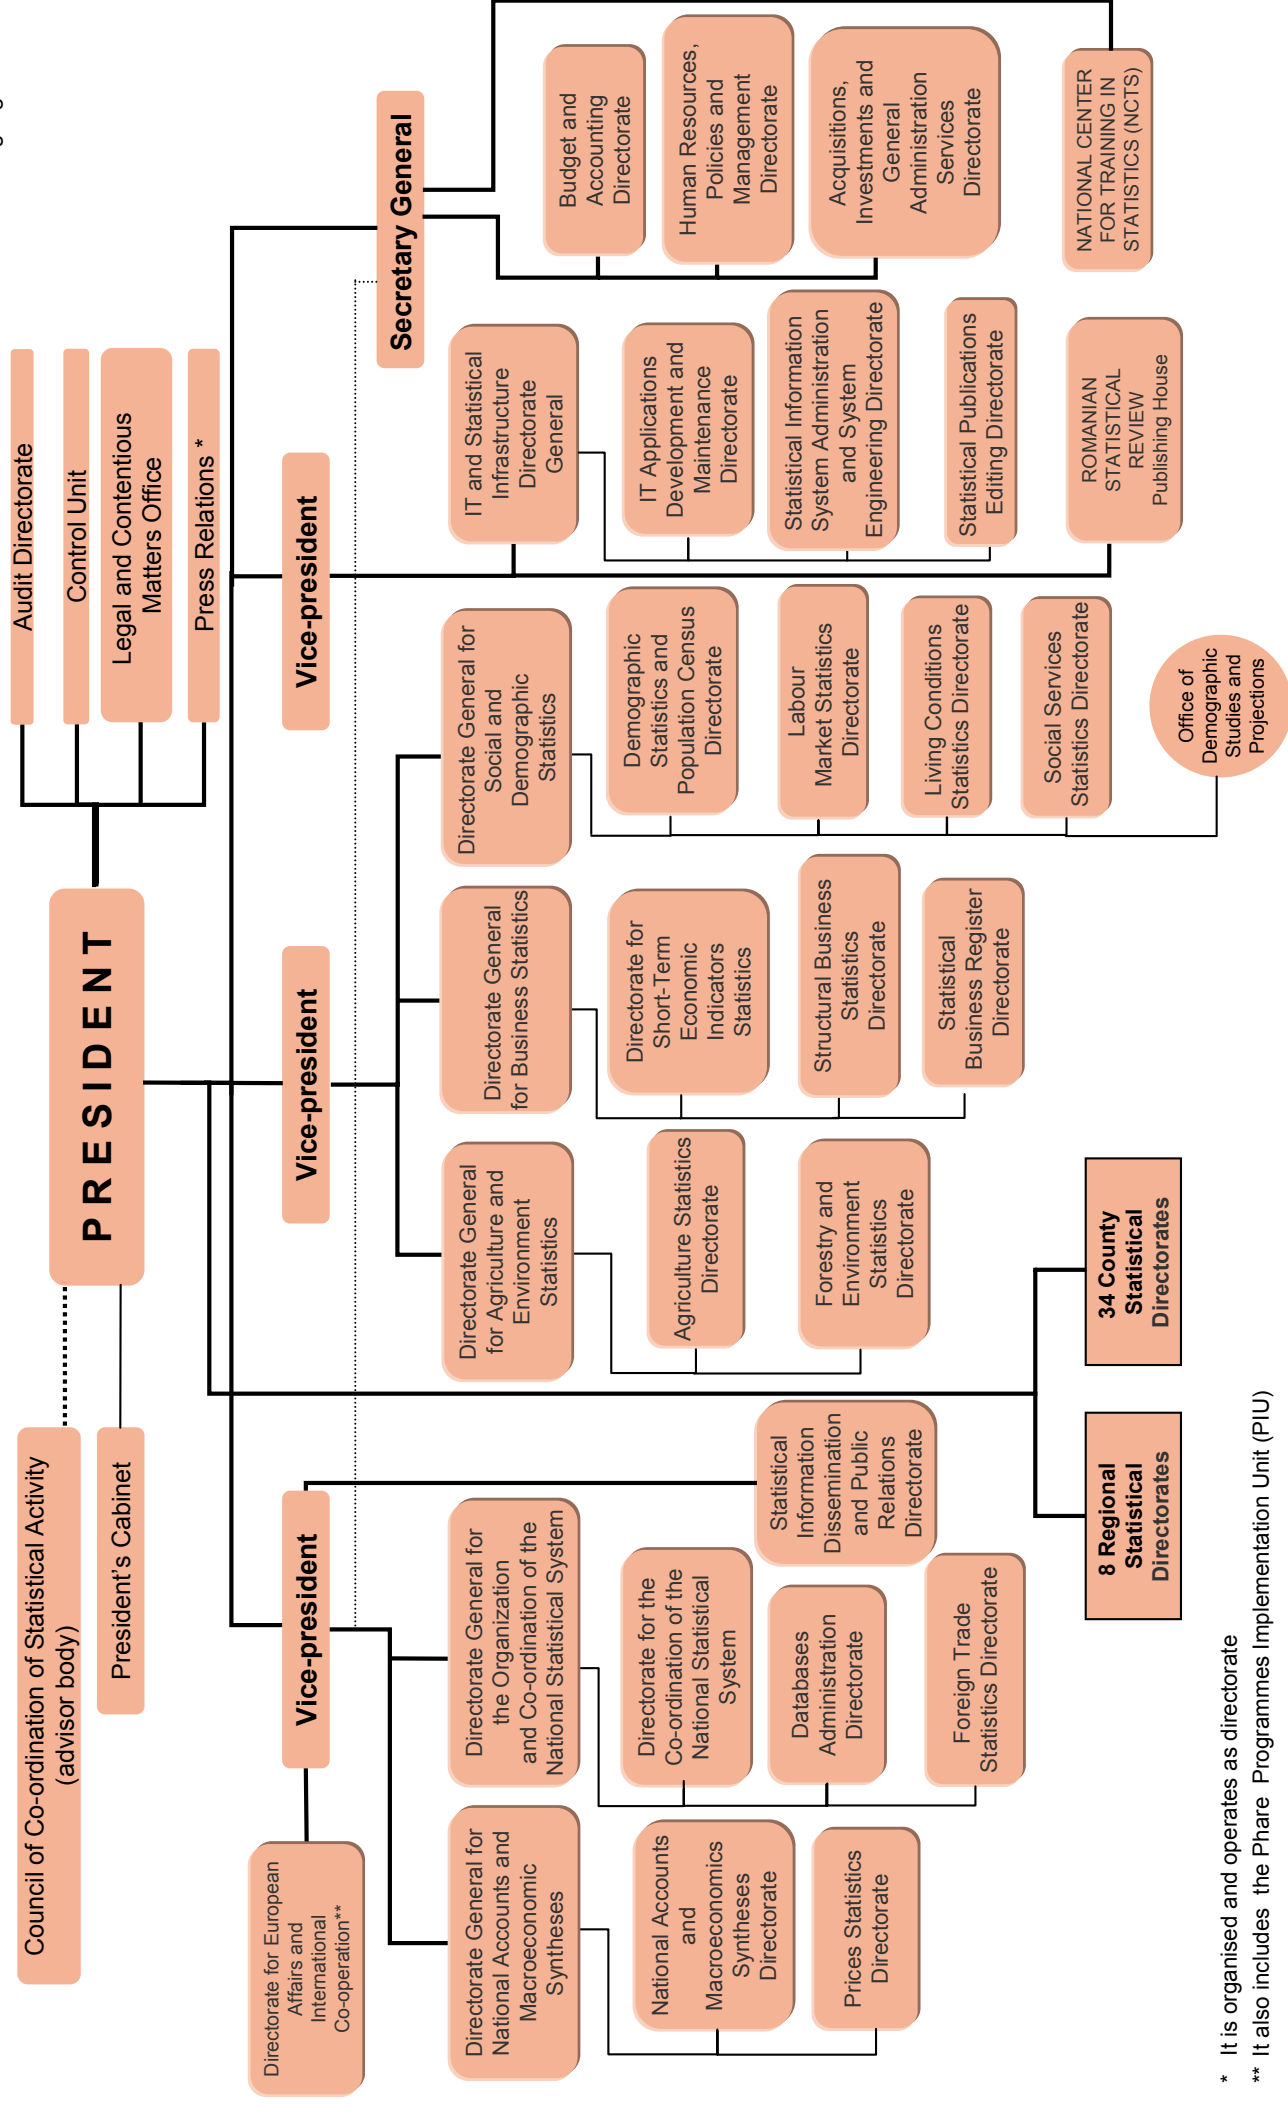 Council of Co-ordination of Statistical Activity
(advisor body)
President's Cabinet
PRESIDENT
Audit Directorate
Control Unit
Legal and Contentious
Matters Office
Press Relations *
Vice-president
Vice-president
Vice-president
Secretary General
Directorate for European
Affairs and
International
Co-operation**
Directorate General for
National Accounts and
Macroeconomic
Syntheses
National Accounts
and
Macroeconomics
Syntheses
Directorate
Prices Statistics
Directorate
Directorate General for
the Organization
and Co-ordination of the
National Statistical System
Directorate for the
Co-ordination of the
National Statistical
System
Databases
Administration
Directorate
Foreign Trade
Statistics Directorate
Statistical
Information
Dissemination
and Public
Relations
Directorate
Directorate General
for Agriculture and
Environment
Statistics
Agriculture Statistics
Directorate
Forestry and
Environment
Statistics
Directorate
Directorate General
for Business Statistics
Directorate for
Short-Term
Economic
Indicators
Statistics
Structural Business
Statistics
Directorate
Statistical
Business Register
Directorate
Directorate General for
Social and
Demographic
Statistics
Demographic
Statistics and
Population Census
Directorate
Labour
Market Statistics
Directorate
Living Conditions
Statistics Directorate
Social Services
Statistics Directorate
Office of
Demographic
Studies and
Projections
IT and Statistical
Infrastructure
Directorate
General
IT Applications
Development and
Maintenance
Directorate
Statistical Information
System Administration
and System
Engineering Directorate
Statistical Publications
Editing Directorate
ROMANIAN
STATISTICAL
REVIEW
Publishing House
Budget and
Accounting
Directorate
Human Resources,
Policies and
Management
Directorate
Acquisitions,
Investments and
General
Administration
Services
Directorate
NATIONAL CENTER
FOR TRAINING IN
STATISTICS (NCTS)
8 Regional
Statistical
Directorates
34 County
Statistical
Directorates
* It is organised and operates as directorate
** It also includes the Phare Programmes Implementation Unit (PIU)